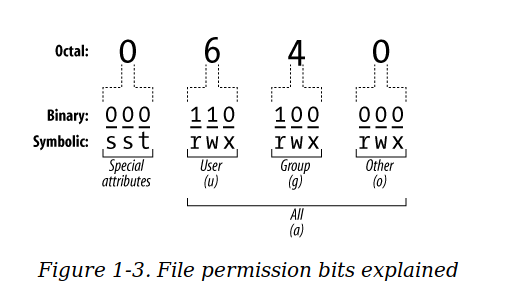 Octal: 0 6 4 0
Binary: 000 110 100 000
Symbolic: sst rwx rwx rwx
Special attributes User (u) Group (g) Other (o)
All
(a)
Figure 1-3. File permission bits explained